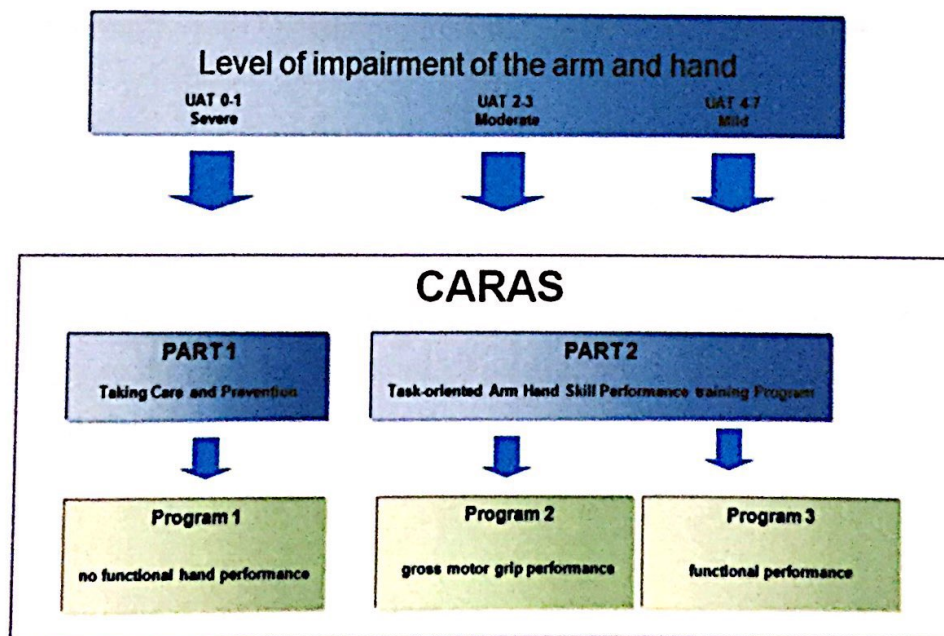 Level of impairment of the arm and hand
UAT 0-1
Severe
UAT 2-3
Moderate
UAT 4-7
Mild
CARAS
PART 1
Taking Care and Prevention
PART 2
Task-oriented Arm Hand Skill Performance training Program
Program 1
no functional hand performance
Program 2
gross motor grip performance
Program 3
functional performance